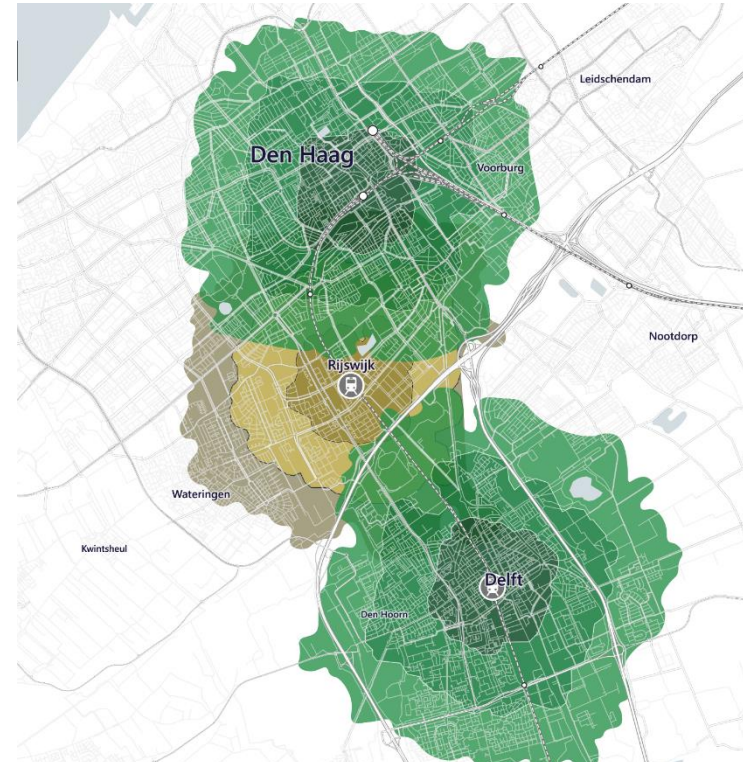 Leidschendam
Den Haag
Voorburg
Nootdorp
Rijswijk
Wateringen
Kwintsheul
Delft
Den Hoorn